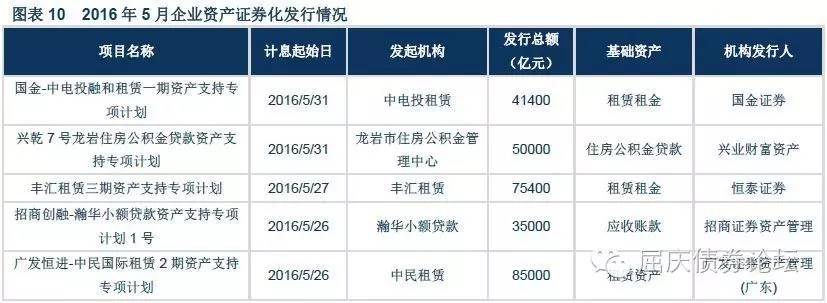 图表 10 2016 年 5 月企业资产证券化发行情况
项目名称 计息起始日 发起机构 发行总额 基础资产 机构发行人
（亿元）
国金-中电投融和租赁一期资产支持专
项计划 2016/5/31 中电投租赁 41400 租赁租金 国金证券
兴乾 7 号龙岩住房公积金贷款资产支
持专项计划 2016/5/31 龙岩市住房公积金管
理中心 50000 住房公积金贷款 兴业财富资产
丰汇租赁三期资产支持专项计划 2016/5/27 丰汇租赁 75400 租赁租金 恒泰证券
招商创融-瀚华小额贷款资产支持专项
计划 1 号 2016/5/26 瀚华小额贷款 35000 应收账款 招商证券资产管理
广发恒进-中民国际租赁 2 期资产支持
专项计划 2016/5/26 中民租赁 85000 租赁资产 广发证券资产管理
(广东)
屈庆债券论坛